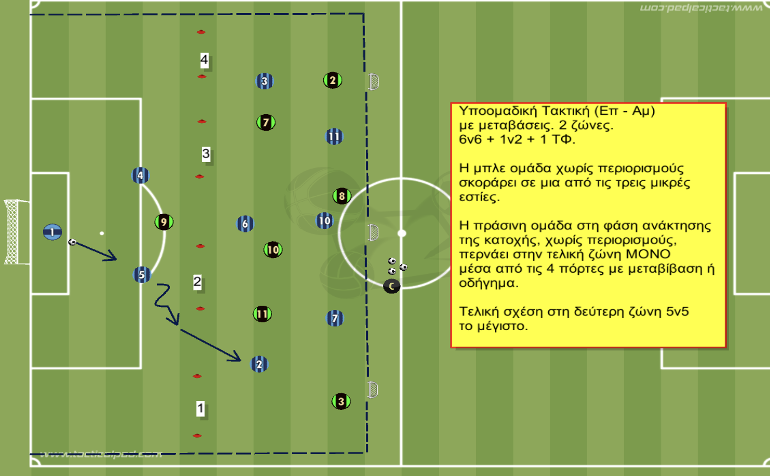 www.tacticalpad.com
4
3
2
7
11
3
4
8
1
9
6
10
10
5
2
11
7
C
2
3
1
www.tacticalpad.com
Υποομαδική Τακτική (Επ - Αμ)
με μεταβάσεις. 2 ζώνες.
6v6 + 1v2 + 1 ΤΦ.
Η μπλε ομάδα χωρίς περιορισμούς
σκοράρει σε μια από τις τρεις μικρές
εστίες.
Η πράσινη ομάδα στη φάση ανάκτησης
της κατοχής, χωρίς περιορισμούς,
περνάει στην τελική ζώνη ΜΟΝΟ
μέσα από τις 4 πόρτες με μεταβίβαση ή
οδήγημα.
Τελική σχέση στη δεύτερη ζώνη 5v5
το μέγιστο.